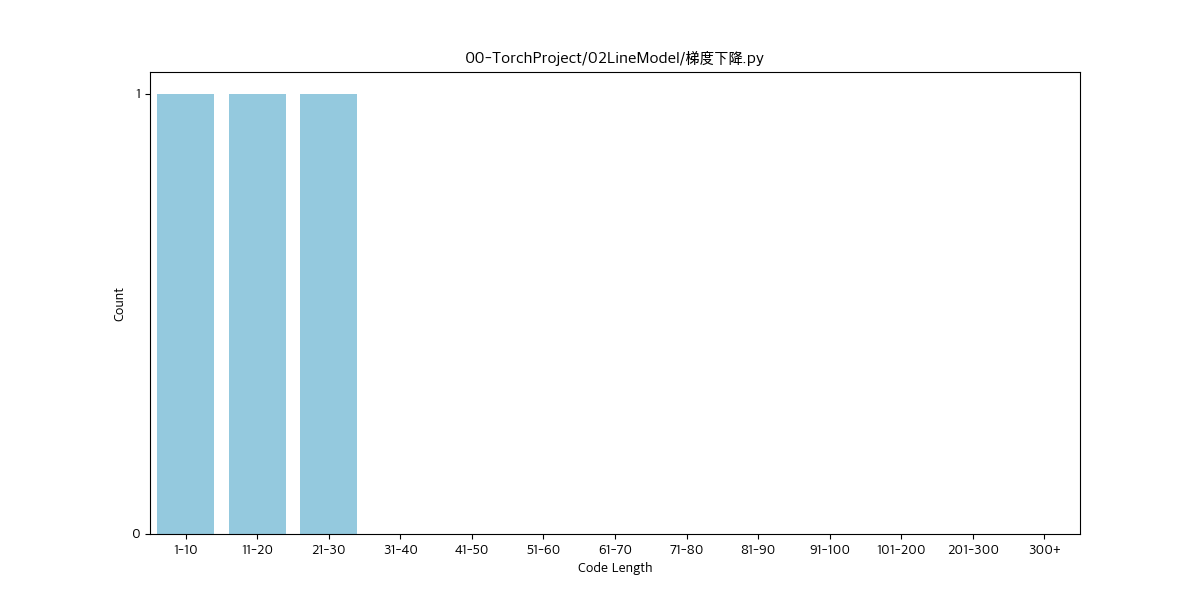 00-TorchProject/02LineModel/梯度下降.py
1
Count
0
1-10 11-20 21-30 31-40 41-50 51-60 61-70 71-80 81-90 91-100 101-200 201-300 300+
Code Length